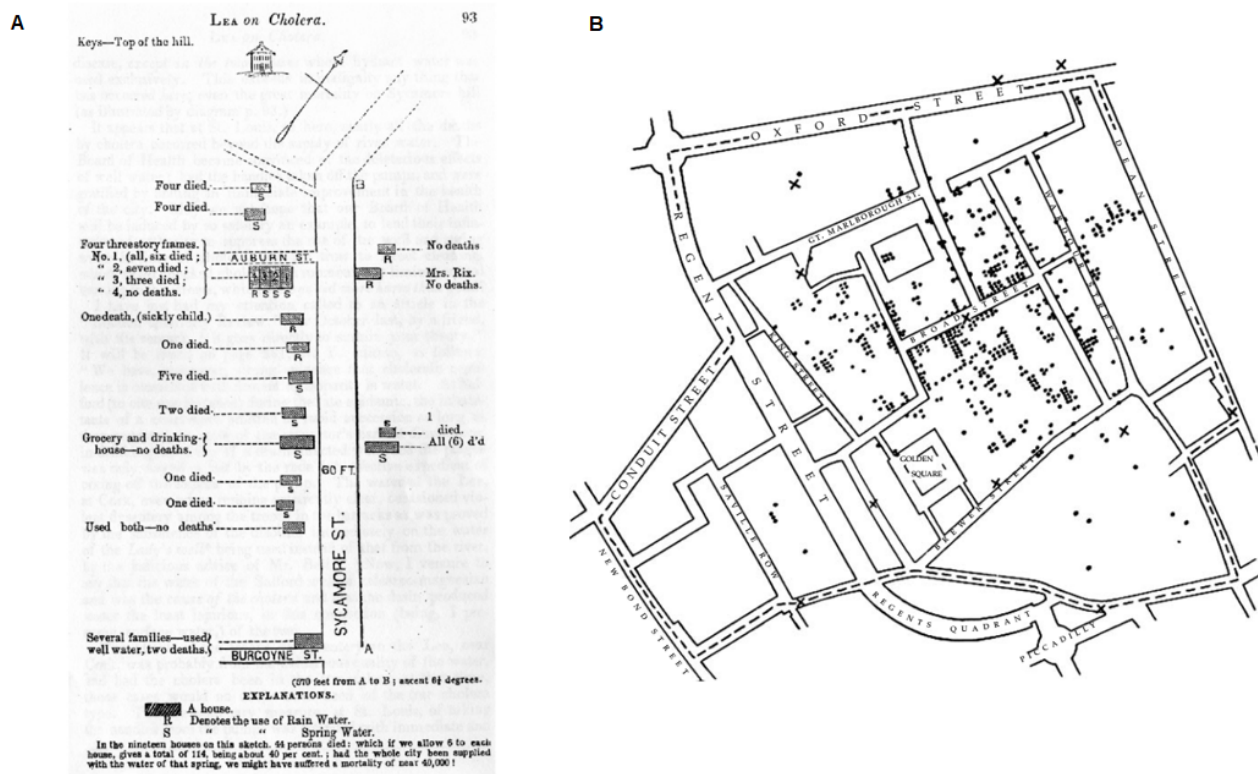 A
LEA on Cholera.
93
Keys—Top of the hill.
Four died.
S
Four died.
S
B
No deaths
R
Four three story frames.
No. 1, (all, six died ;
" 2, seven died ;
" 3, three died ;
" 4, no deaths.
AUBURN ST.
R S S S
Mrs. Rix.
No deaths.
R
One death, (sickly child.)
R
One died.
R
Five died.
S
Two died.
S
1
died.
Grocery and drinking-
house—no deaths.
S
All (6) d'd
S
60 FT.
One died
S
One died.
S
Used both—no deaths
SYCAMORE ST.
Several families—used
well water, two deaths.
BURGOYNE ST.
A
(570 feet from A to B ; ascent 6½ degrees.
EXPLANATIONS.
A house.
R Denotes the use of Rain Water.
S " " Spring Water.
In the nineteen houses on this sketch. 44 persons died: which if we allow 6 to each
house, gives a total of 114, being about 40 per cent. ; had the whole city been supplied
with the water of that spring, we might have suffered a mortality of near 40,000 !
B
OXFORD STREET
REGENT STREET
GT. MARLBOROUGH ST.
WARDOUR STREET
DEAN STREET
BROAD STREET
KING STREET
CONDUIT STREET
GOLDEN
SQUARE
BREWER STREET
SAVILLE ROW
NEW BOND STREET
REGENTS QUADRANT
PICCADILLY